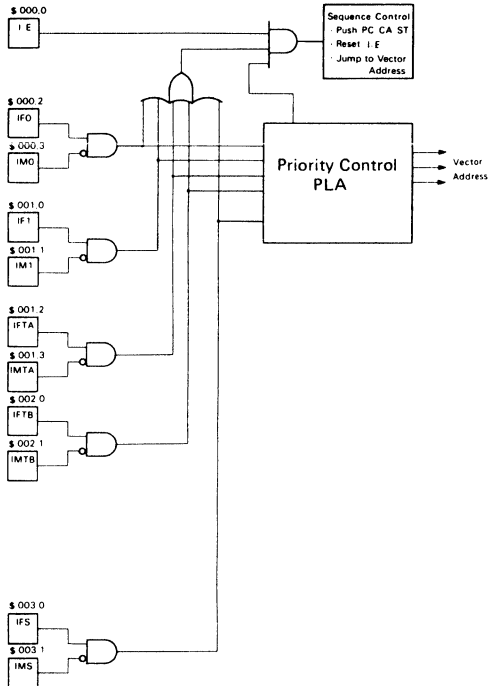 $ 000,0
I E
Sequence Control
· Push PC CA ST
· Reset I E
· Jump to Vector
Address
$ 000,2
IF0
$ 000,3
IM0
Priority Control
PLA
Vector
Address
$ 001,0
IF1
$ 001 1
IM1
$ 001,2
IFTA
$ 001,3
IMTA
$ 002 0
IFTB
$ 002 1
IMTB
$ 003 0
IFS
$ 003 1
IMS